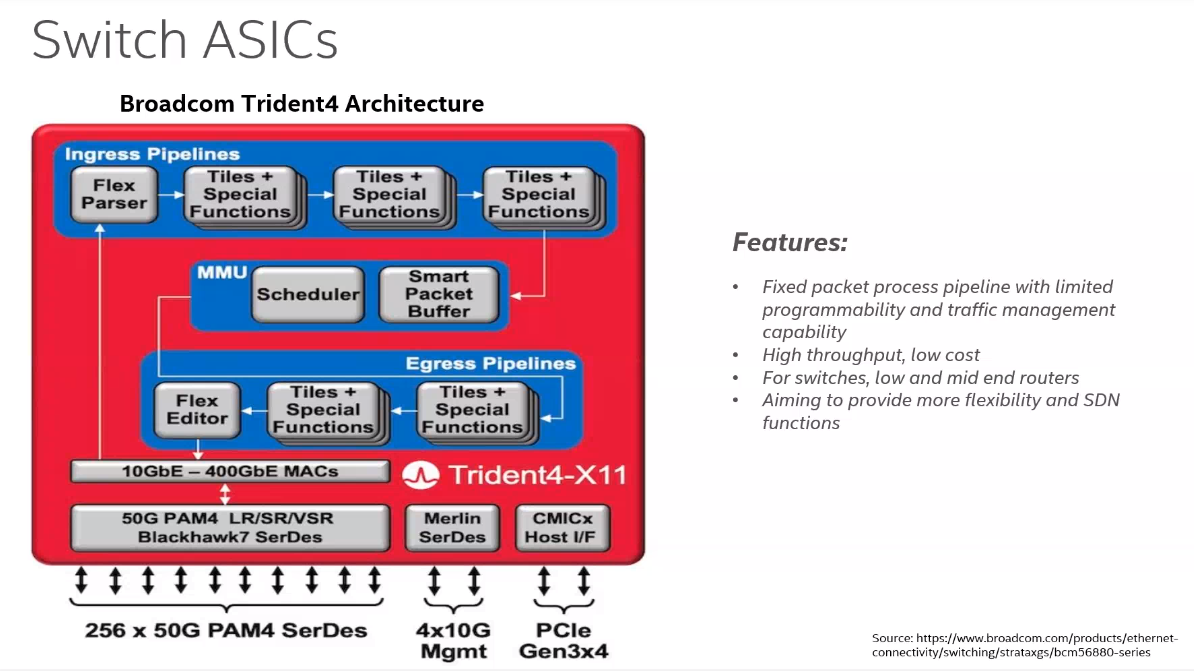 Switch ASICs
Broadcom Trident4 Architecture
Ingress Pipelines
Flex
Parser
Tiles +
Special
Functions
Tiles +
Special
Functions
Tiles +
Special
Functions
MMU
Scheduler
Smart
Packet
Buffer
Egress Pipelines
Flex
Editor
Tiles +
Special
Functions
Tiles +
Special
Functions
10GbE – 400GbE MACs
Trident4-X11
50G PAM4 LR/SR/VSR
Blackhawk7 SerDes
Merlin
SerDes
CMICx
Host I/F
256 x 50G PAM4 SerDes
4x10G
Mgmt
PCIe
Gen3x4
Features:
• Fixed packet process pipeline with limited
programmability and traffic management
capability
• High throughput, low cost
• For switches, low and mid end routers
• Aiming to provide more flexibility and SDN
functions
Source: https://www.broadcom.com/products/ethernet-
connectivity/switching/strataxgs/bcm56880-series